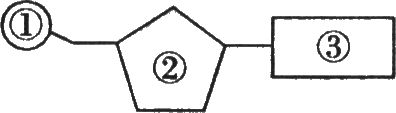 ① ② ③